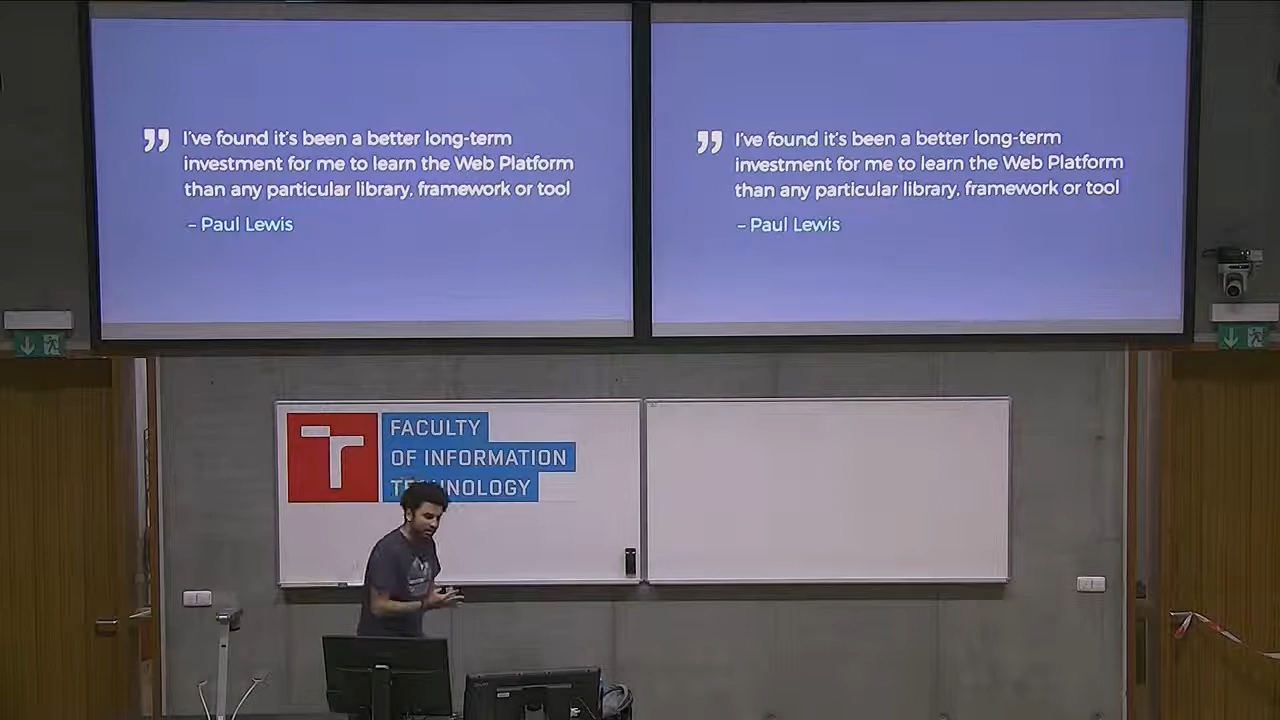 ” I've found it's been a better long-term
investment for me to learn the Web Platform
than any particular library, framework or tool
– Paul Lewis
” I've found it's been a better long-term
investment for me to learn the Web Platform
than any particular library, framework or tool
– Paul Lewis
T FACULTY
OF INFORMATION
TECHNOLOGY